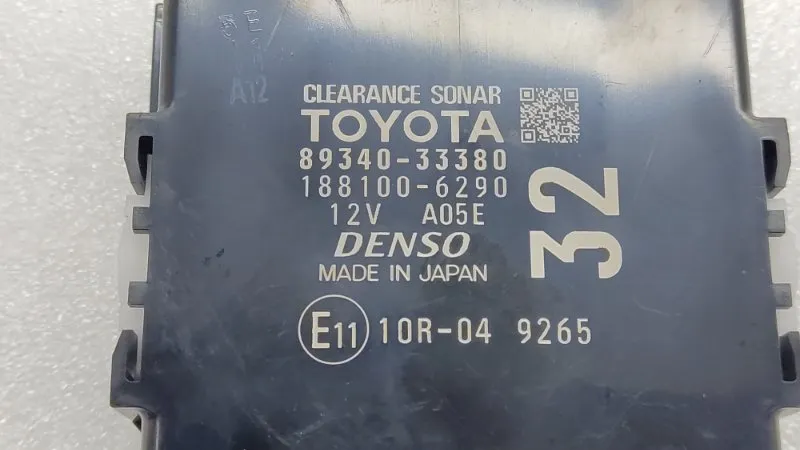 A12
CLEARANCE SONAR
TOYOTA
89340-33380
188100-6290
12V A05E
DENSO
MADE IN JAPAN
32
E11 10R-04 9265